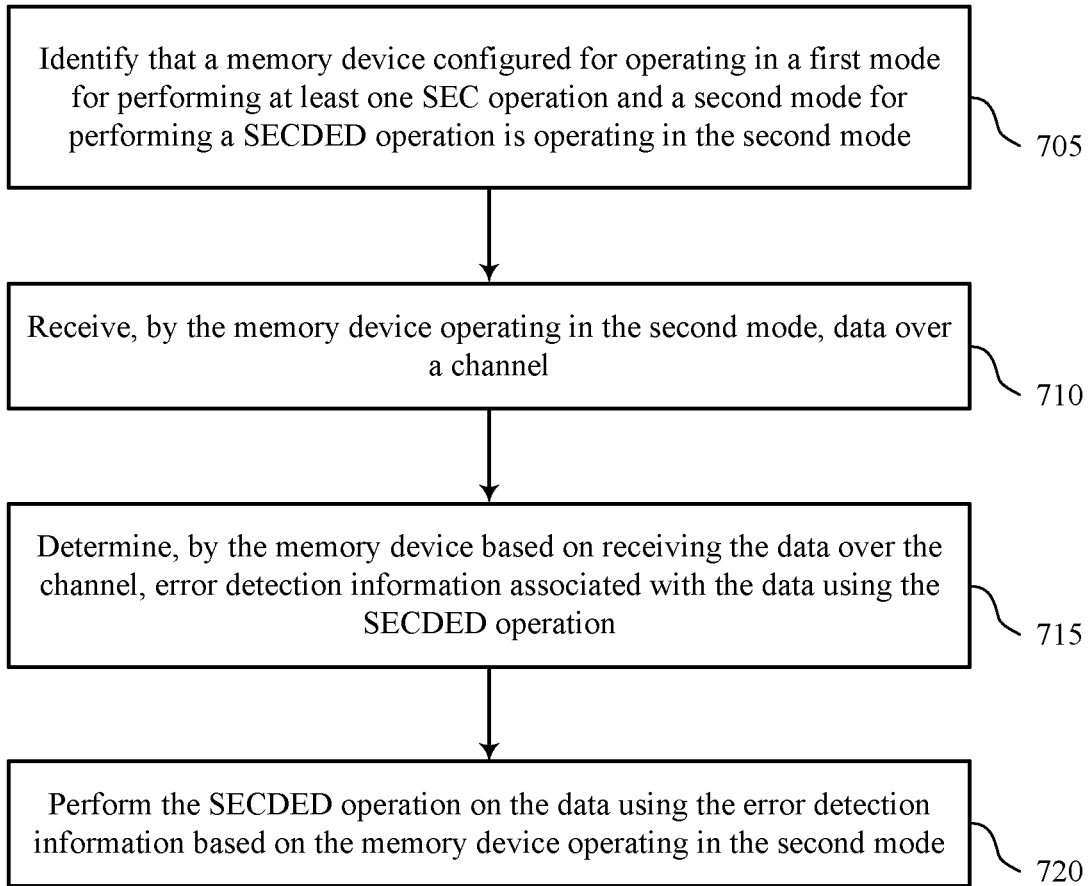 Identify that a memory device configured for operating in a first mode
for performing at least one SEC operation and a second mode for
performing a SECDED operation is operating in the second mode
705
Receive, by the memory device operating in the second mode, data over
a channel
710
Determine, by the memory device based on receiving the data over the
channel, error detection information associated with the data using the
SECDED operation
715
Perform the SECDED operation on the data using the error detection
information based on the memory device operating in the second mode
720